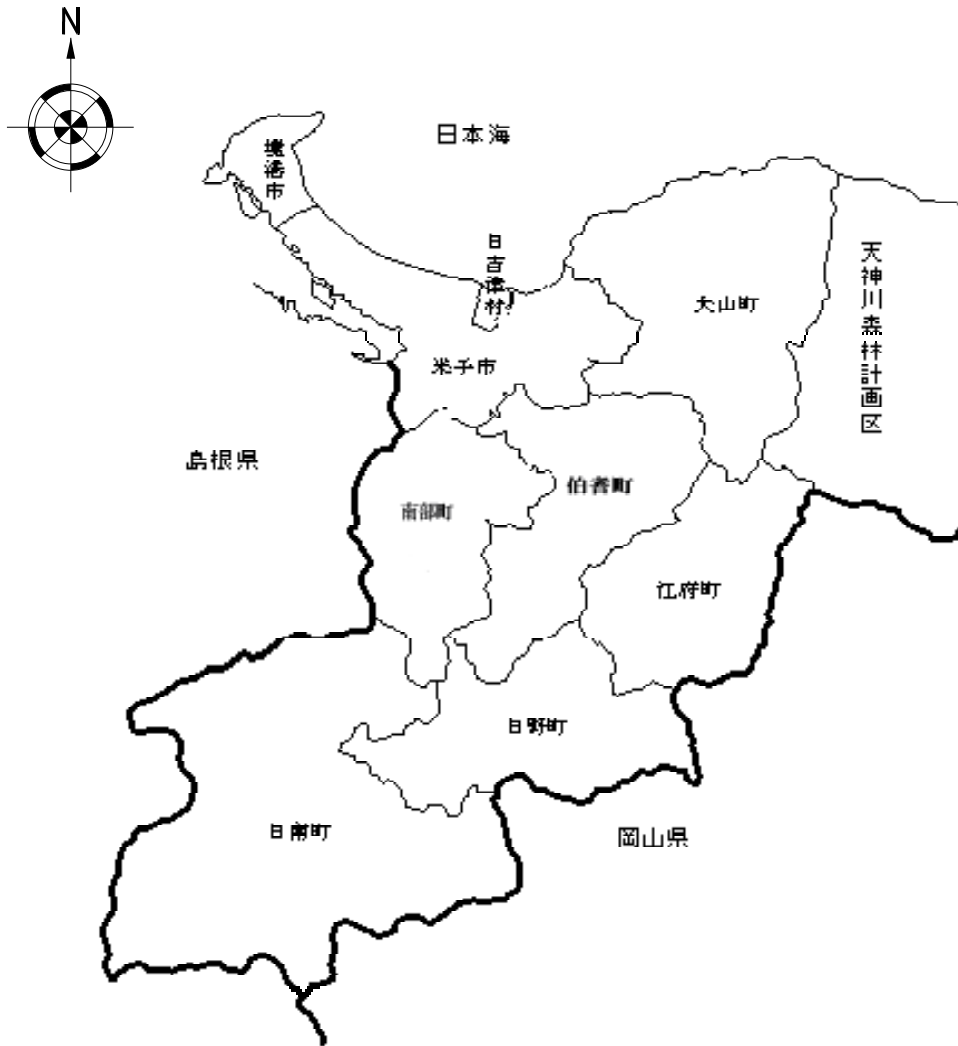 N
日本海
境港市
日吉津村
大山町
天神川森林計画区
米子市
島根県
伯耆町
南部町
江府町
日野町
日南町
岡山県